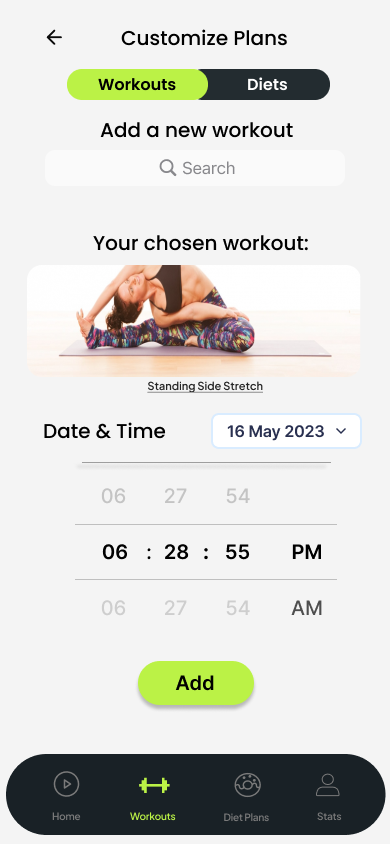 Customize Plans
Workouts Diets
Add a new workout
Search
Your chosen workout:
Standing Side Stretch
Date & Time 16 May 2023
06 27 54
06 : 28 : 55 PM
06 27 54 AM
Add
Home Workouts Diet Plans Stats